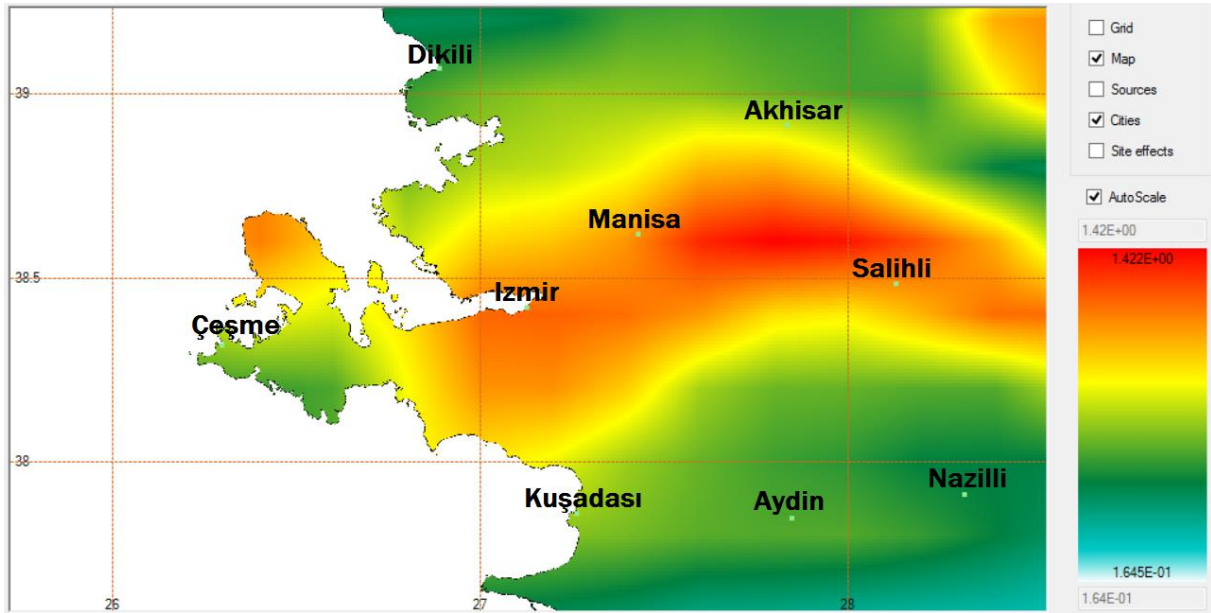 Dikili
39
Akhisar
Manisa
38.5
Salihli
Izmir
Çeşme
38
Kuşadası
Aydin
Nazilli
26
27
28
Grid
Map
Sources
Cities
Site effects
AutoScale
1.42E+00
1.422E+00
1.645E-01
1.64E-01